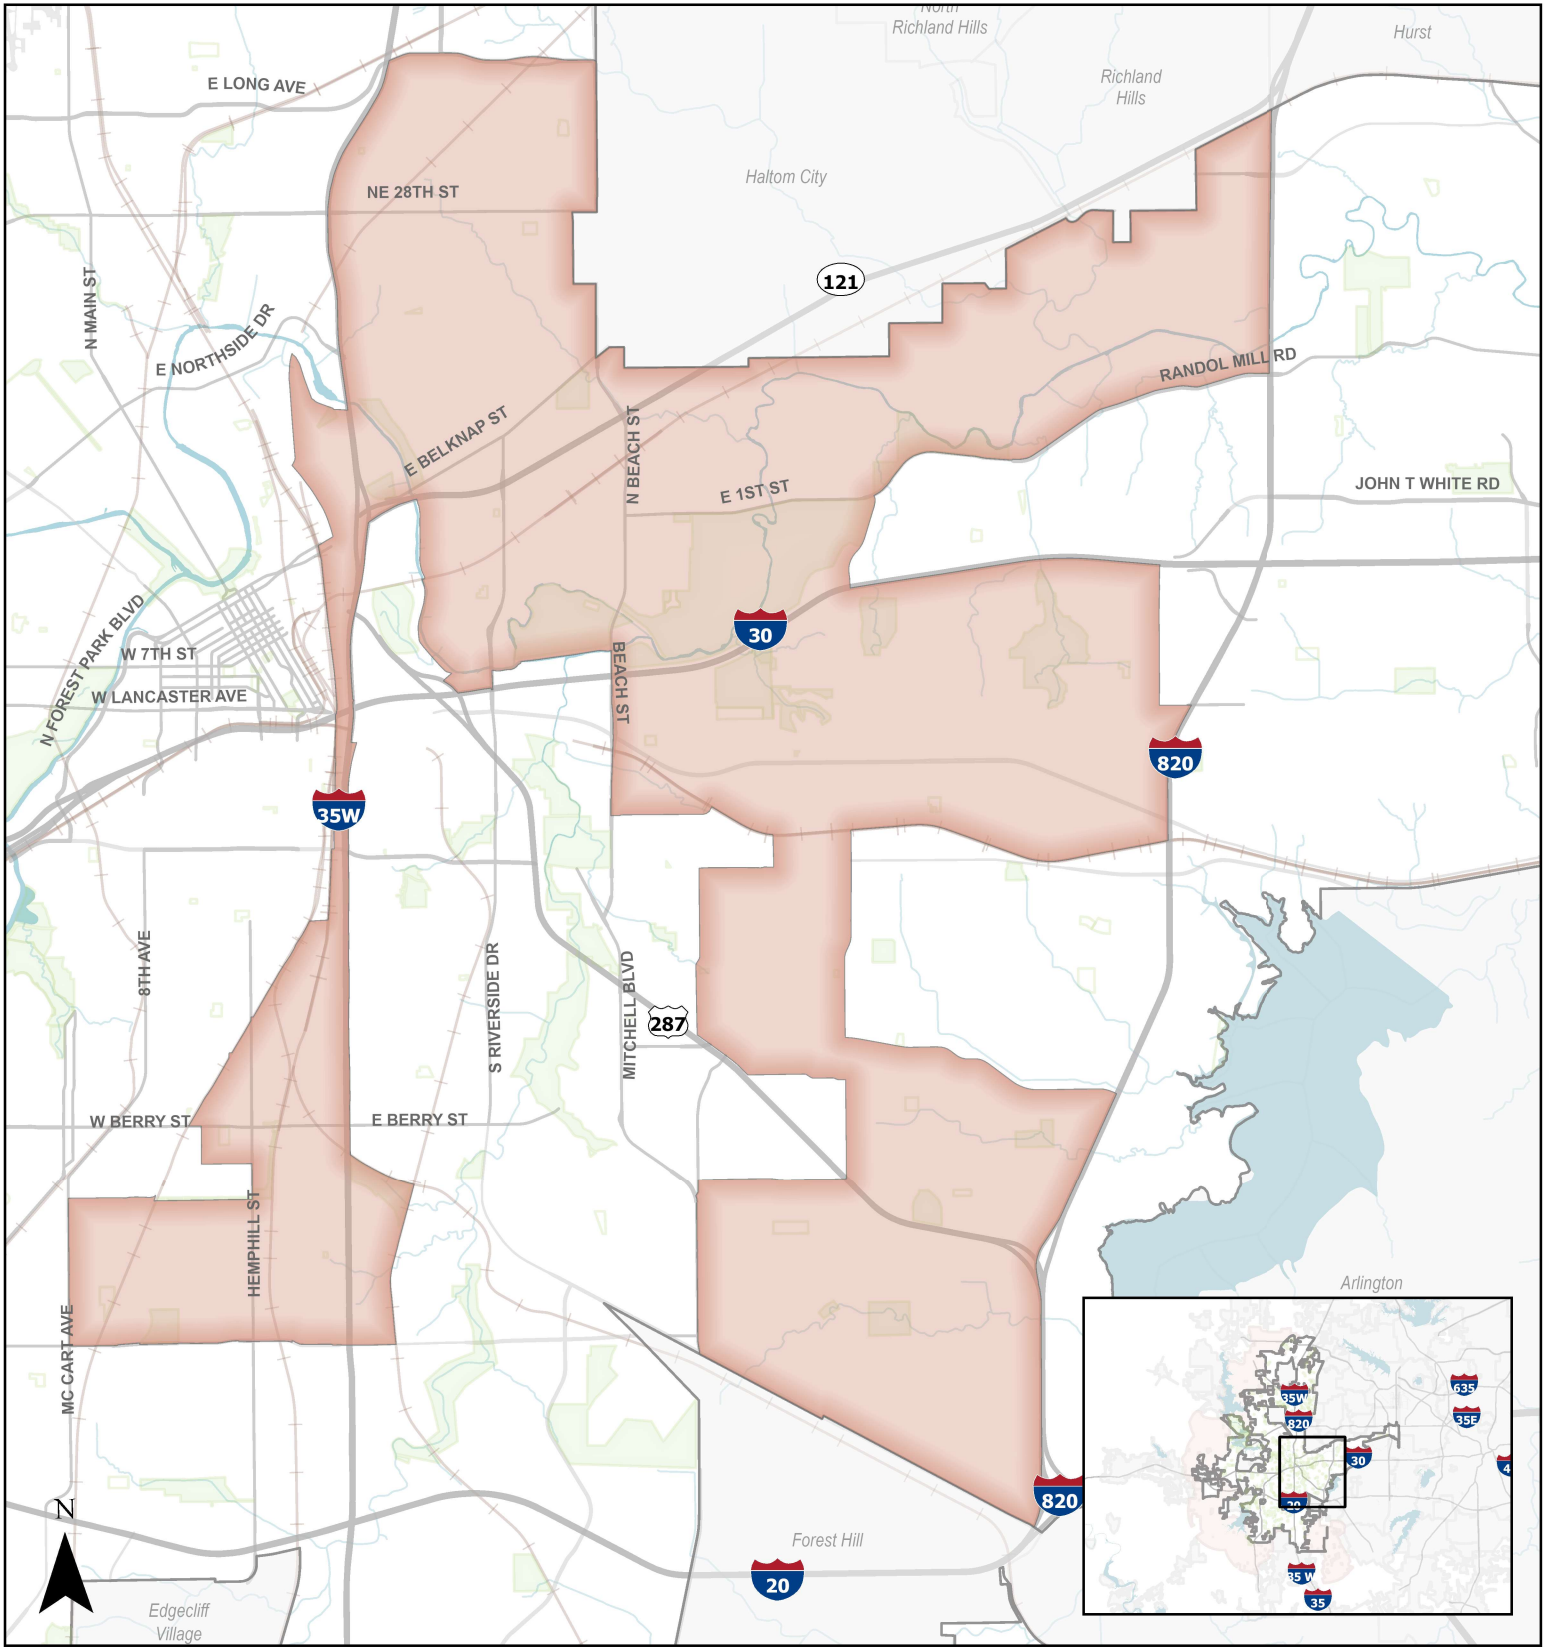 North
Richland Hills
Hurst
Richland
Hills
E LONG AVE
Haltom City
NE 28TH ST
121
N MAIN ST
E NORTHSIDE DR
RANDOL MILL RD
E BELKNAP ST
N BEACH ST
E 1ST ST
JOHN T WHITE RD
N FOREST PARK BLVD
30
W 7TH ST
BEACH ST
W LANCASTER AVE
820
35W
8TH AVE
S RIVERSIDE DR
MITCHELL BLVD
287
W BERRY ST
E BERRY ST
HEMPHILL ST
Arlington
MC CART AVE
635
35W
35E
820
30
4
20
820
N
Forest Hill
20
35 W
35
Edgecliff
Village